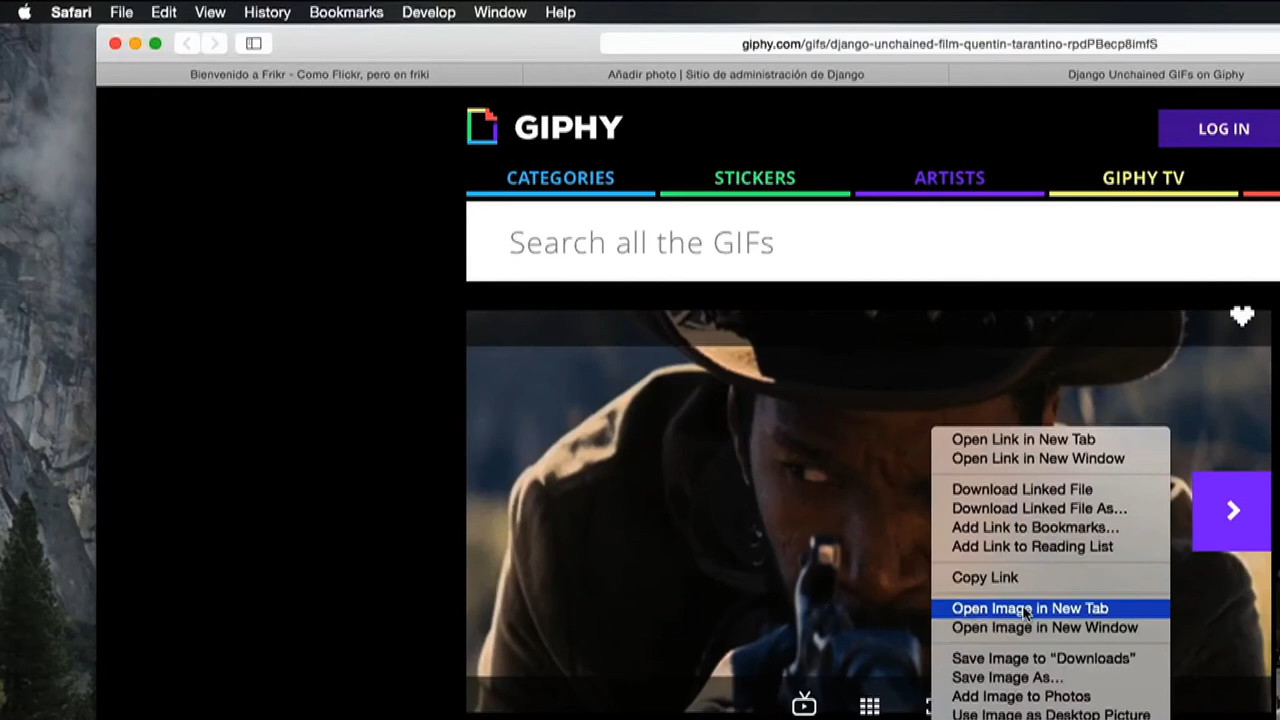 Safari File Edit View History Bookmarks Develop Window Help
giphy.com/gifs/django-unchained-film-quentin-tarantino-rpdPBecp8imfS
Bienvenido a Frikr - Como Flickr, pero en friki
Añadir photo | Sitio de administración de Django
Django Unchained GIFs on Giphy
GIPHY
LOG IN
CATEGORIES STICKERS ARTISTS GIPHY TV
Search all the GIFs
Open Link in New Tab
Open Link in New Window
Download Linked File
Download Linked File As...
Add Link to Bookmarks...
Add Link to Reading List
Copy Link
Open Image in New Tab
Open Image in New Window
Save Image to “Downloads”
Save Image As...
Add Image to Photos
Use Image as Desktop Picture